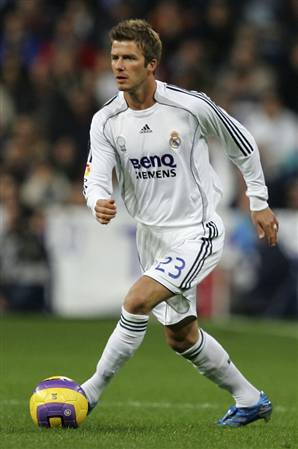 adidas
BENQ
SIEMENS
23